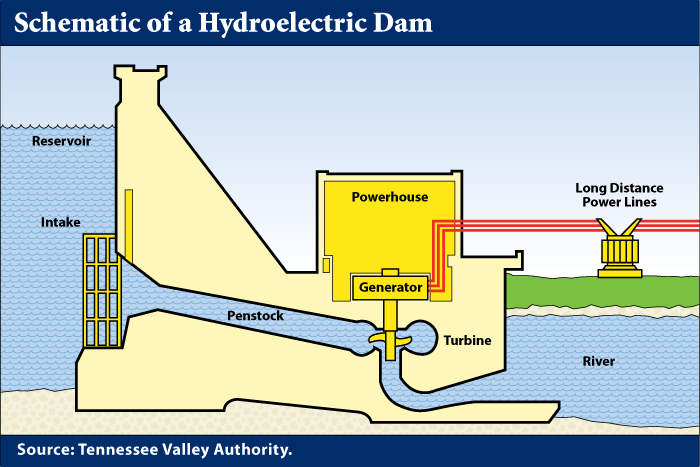 Schematic of a Hydroelectric Dam
Reservoir
Intake
Powerhouse
Long Distance
Power Lines
Generator
Penstock
Turbine
River
Source: Tennessee Valley Authority.